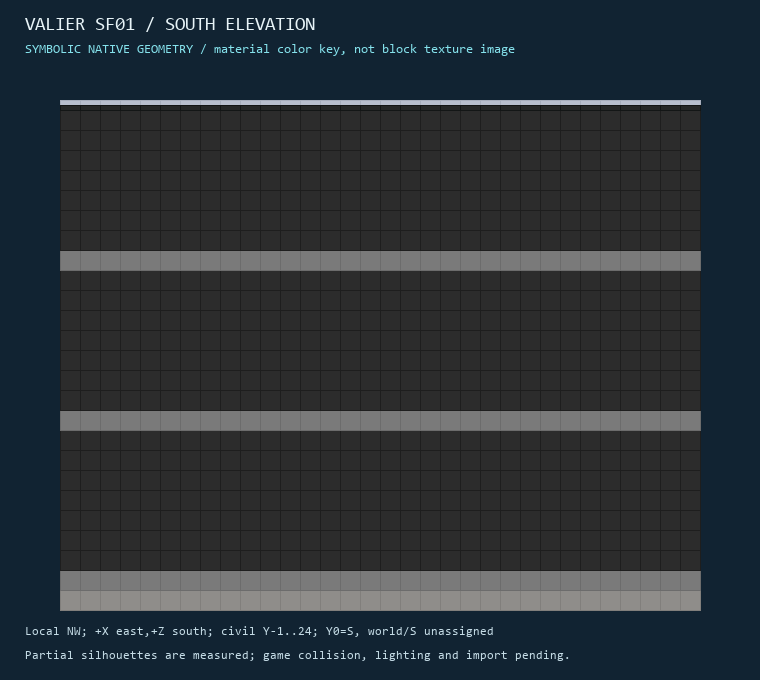 VALIER SF01 / SOUTH ELEVATION
SYMBOLIC NATIVE GEOMETRY / material color key, not block texture image
Local NW; +X east,+Z south; civil Y-1..24; Y0=S, world/S unassigned
Partial silhouettes are measured; game collision, lighting and import pending.